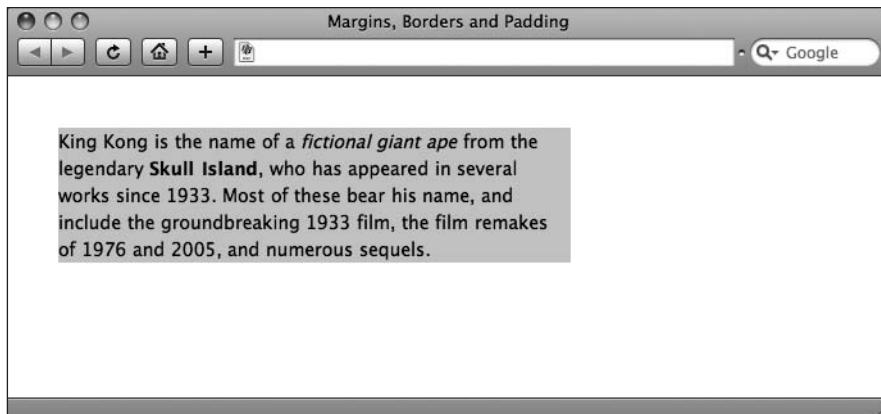 Margins, Borders and Padding
Google
King Kong is the name of a fictional giant ape from the
legendary Skull Island, who has appeared in several
works since 1933. Most of these bear his name, and
include the groundbreaking 1933 film, the film remakes
of 1976 and 2005, and numerous sequels.